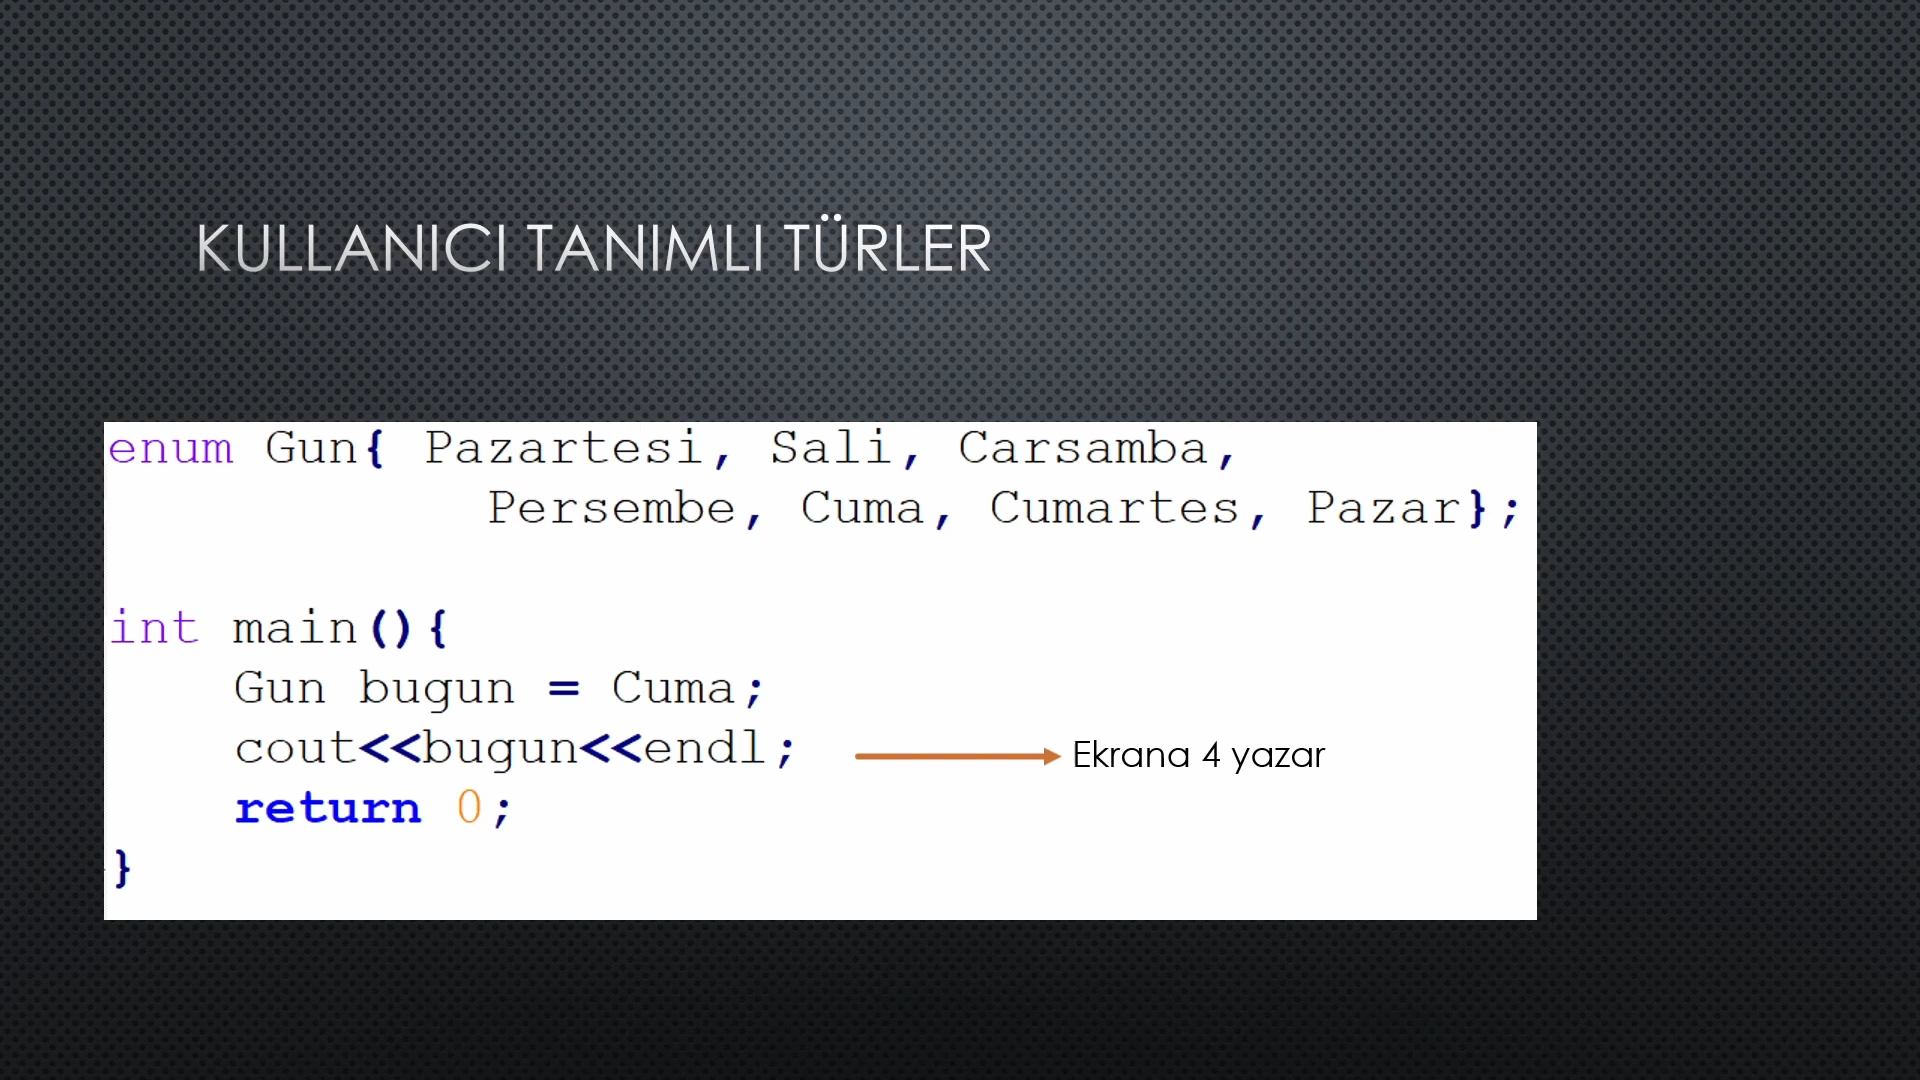 KULLANICI TANIMLI TÜRLER
enum Gun{ Pazartesi, Sali, Carsamba,
Persembe, Cuma, Cumartes, Pazar};
int main(){
Gun bugun = Cuma;
cout<<bugun<<endl;
Ekrana 4 yazar
return 0;
}